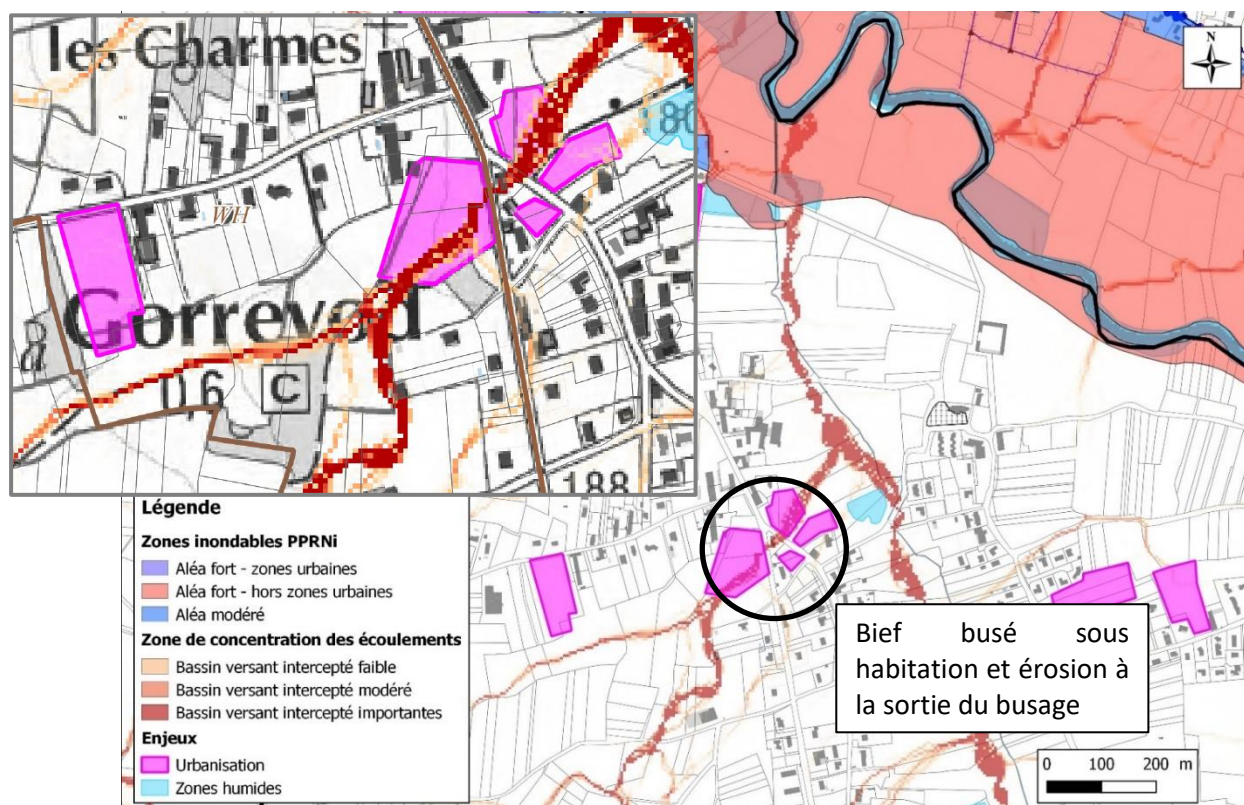 les Charmes
80
WH
Gorrevod
D 6
C
188
N
Légende
Zones inondables PPRNi
Aléa fort - zones urbaines
Aléa fort - hors zones urbaines
Aléa modéré
Zone de concentration des écoulements
Bassin versant intercepté faible
Bassin versant intercepté modéré
Bassin versant intercepté importantes
Enjeux
Urbanisation
Zones humides
Bief busé sous
habitation et érosion à
la sortie du busage
0 100 200 m